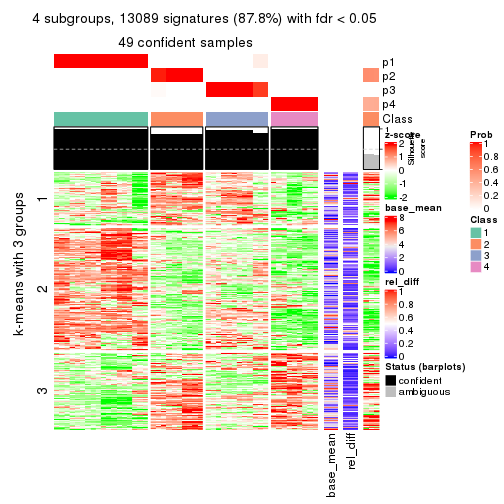 4 subgroups, 13089 signatures (87.8%) with fdr < 0.05
49 confident samples
p1
p2
p3
p4
Class
1
Silhouette
score
k-means with 3 groups
1
2
3
base_mean
rel_diff
z-score
2
1
0
-1
-2
base_mean
8
6
4
2
0
rel_diff
1
0.8
0.6
0.4
0.2
0
Status (barplots)
confident
ambiguous
Prob
1
0.8
0.6
0.4
0.2
0
Class
1
2
3
4